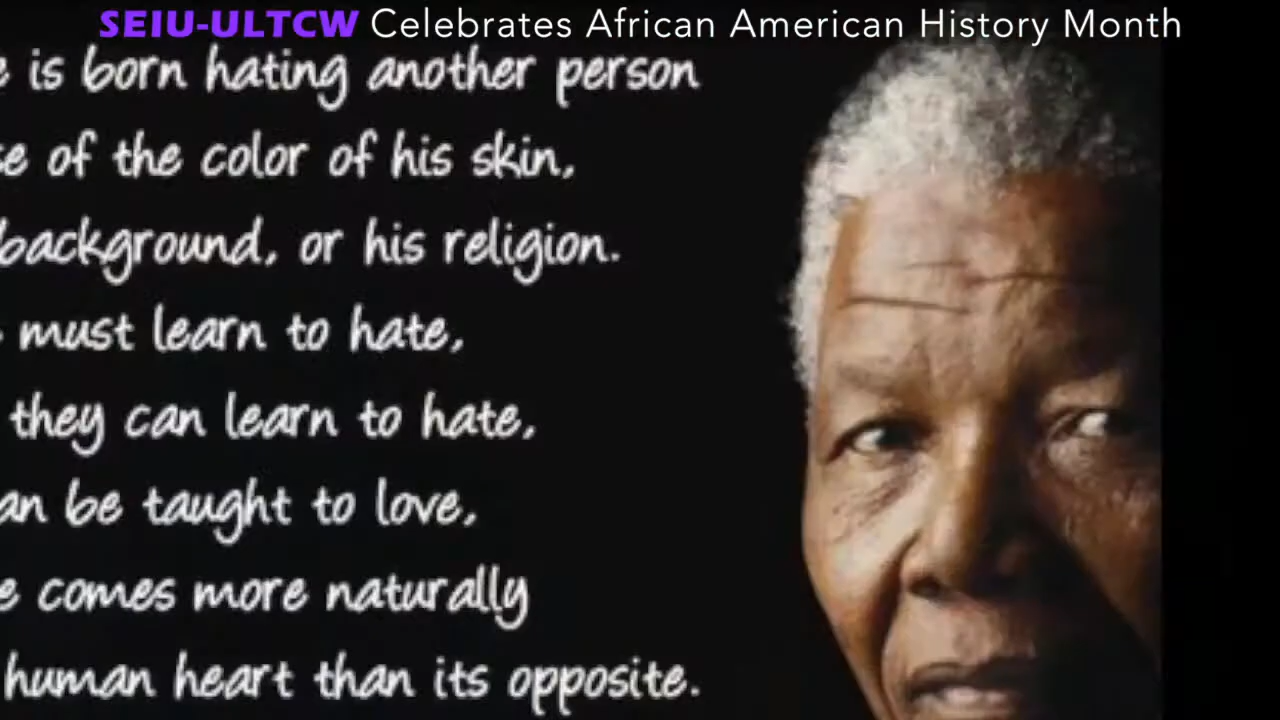 SEIU-ULTCW Celebrates African American History Month
is born hating another person
of the color of his skin,
background, or his religion.
must learn to hate,
they can learn to hate,
be taught to love,
comes more naturally
human heart than its opposite.